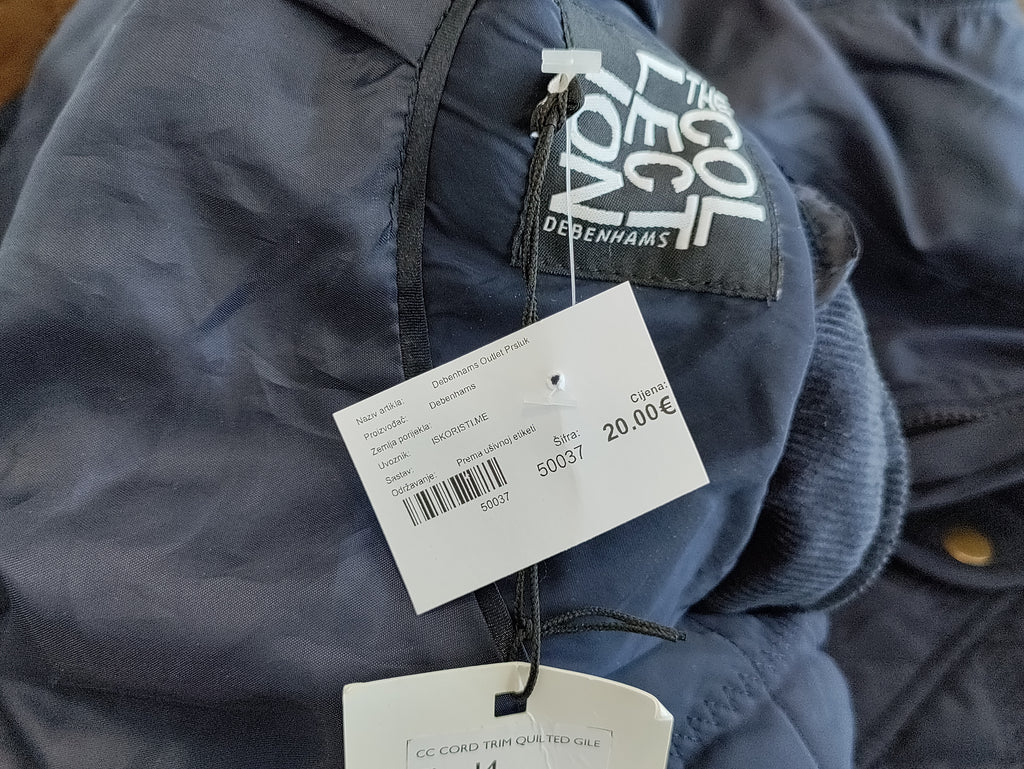 THE
COL
LECT
ION
DEBENHAMS
Naziv artikla: Debenhams Outlet Prsluk
Proizvođač: Debenhams
Zemlja porijekla:
Uvoznik: ISKORISTI.ME
Sastav:
Održavanje: Prema ušivnoj etiketi
50037
Šifra:
50037
Cijena:
20.00€
CC CORD TRIM QUILTED GILE
14